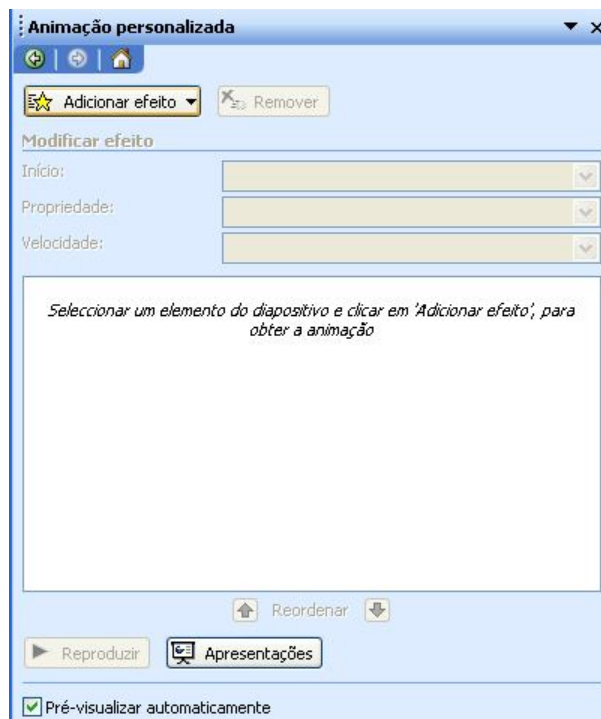 Animação personalizada
Adicionar efeito
Remover
Modificar efeito
Início:
Propriedade:
Velocidade:
Seleccionar um elemento do diapositivo e clicar em 'Adicionar efeito', para
obter a animação
Reordenar
Reproduzir
Apresentações
Pré-visualizar automaticamente